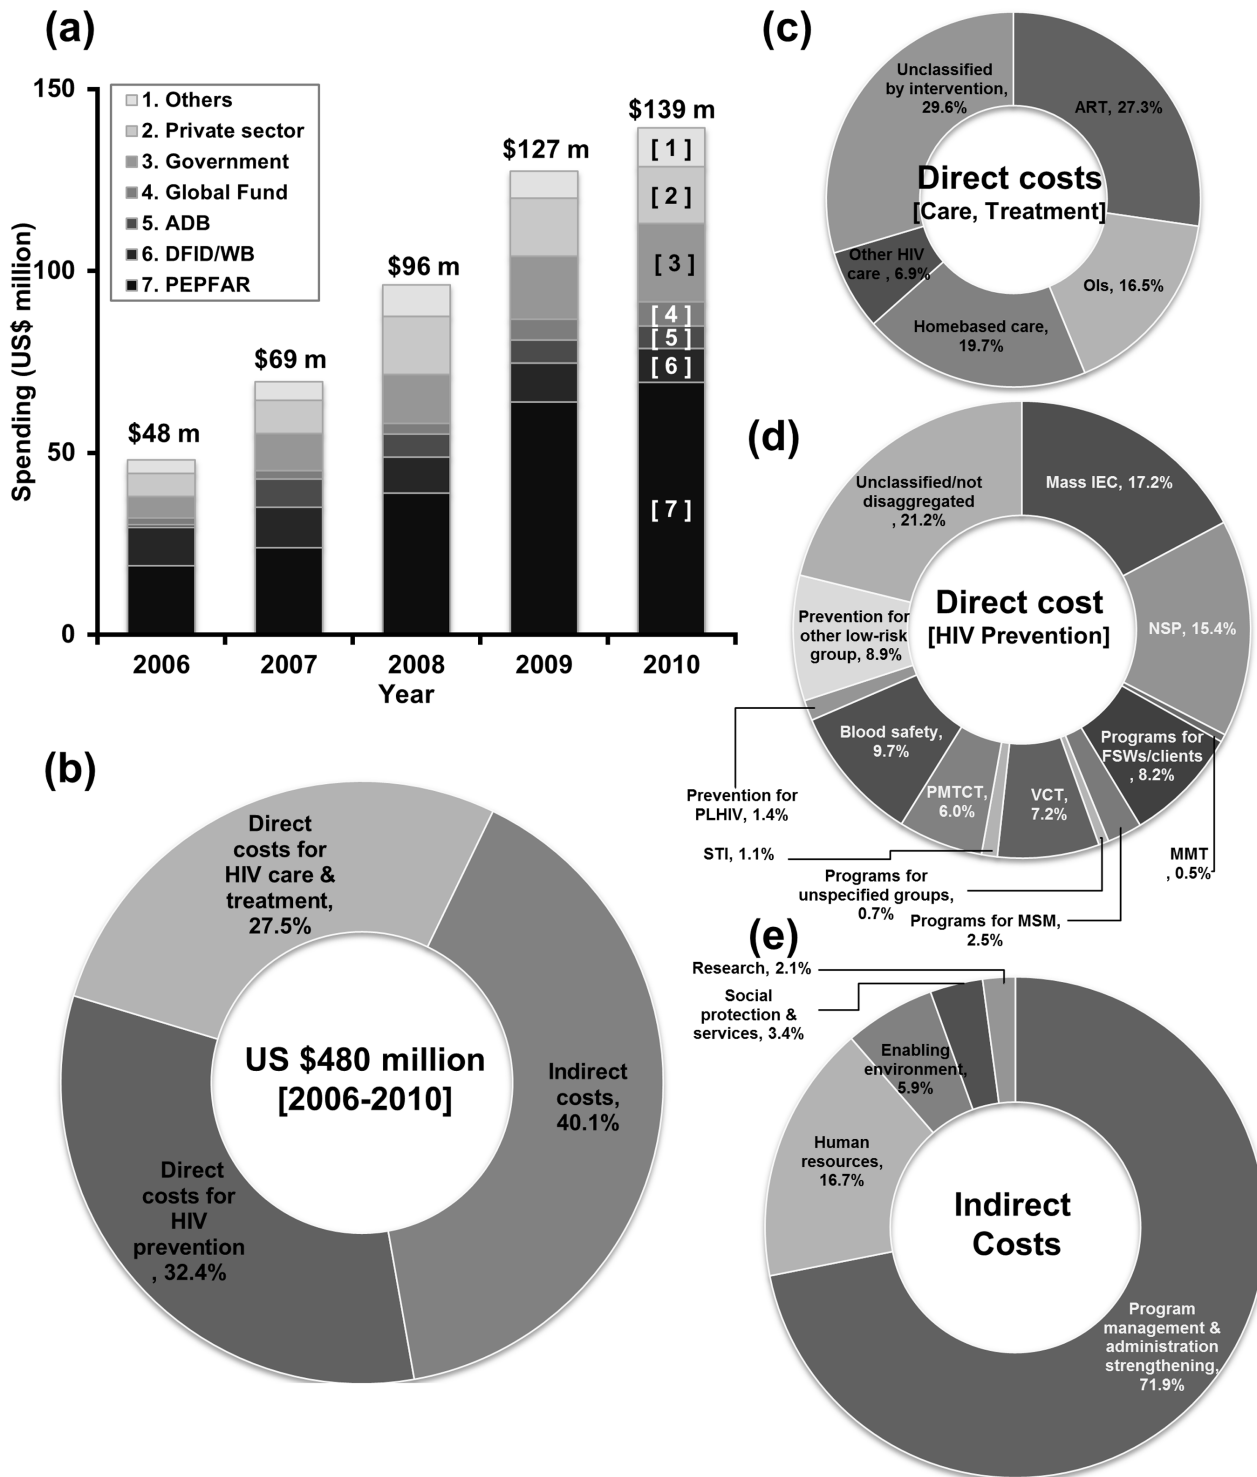 (a)
150
100
50
0
Spending (US$ million)
1. Others
2. Private sector
3. Government
4. Global Fund
5. ADB
6. DFID/WB
7. PEPFAR
$48 m
$69 m
$96 m
$127 m
$139 m
[ 1 ]
[ 2 ]
[ 3 ]
[ 4 ]
[ 5 ]
[ 6 ]
[ 7 ]
2006 2007 2008 2009 2010
Year
(b)
Direct
costs for
HIV care &
treatment,
27.5%
Indirect
costs,
40.1%
Direct
costs for
HIV
prevention
, 32.4%
US $480 million
[2006-2010]
(c)
Unclassified
by intervention,
29.6%
ART, 27.3%
OIs, 16.5%
Homebased care,
19.7%
Other HIV
care , 6.9%
Direct costs
[Care, Treatment]
(d)
Unclassified/not
disaggregated
, 21.2%
Mass IEC, 17.2%
NSP, 15.4%
MMT
, 0.5%
Programs for
FSWs/clients
, 8.2%
Programs for MSM,
2.5%
Programs for
unspecified groups,
0.7%
VCT,
7.2%
STI, 1.1%
PMTCT,
6.0%
Blood safety,
9.7%
Prevention for
PLHIV, 1.4%
Prevention for
other low-risk
group, 8.9%
Direct cost
[HIV Prevention]
(e)
Research, 2.1%
Social
protection &
services, 3.4%
Enabling
environment,
5.9%
Human
resources,
16.7%
Program
management &
administration
strengthening,
71.9%
Indirect
Costs